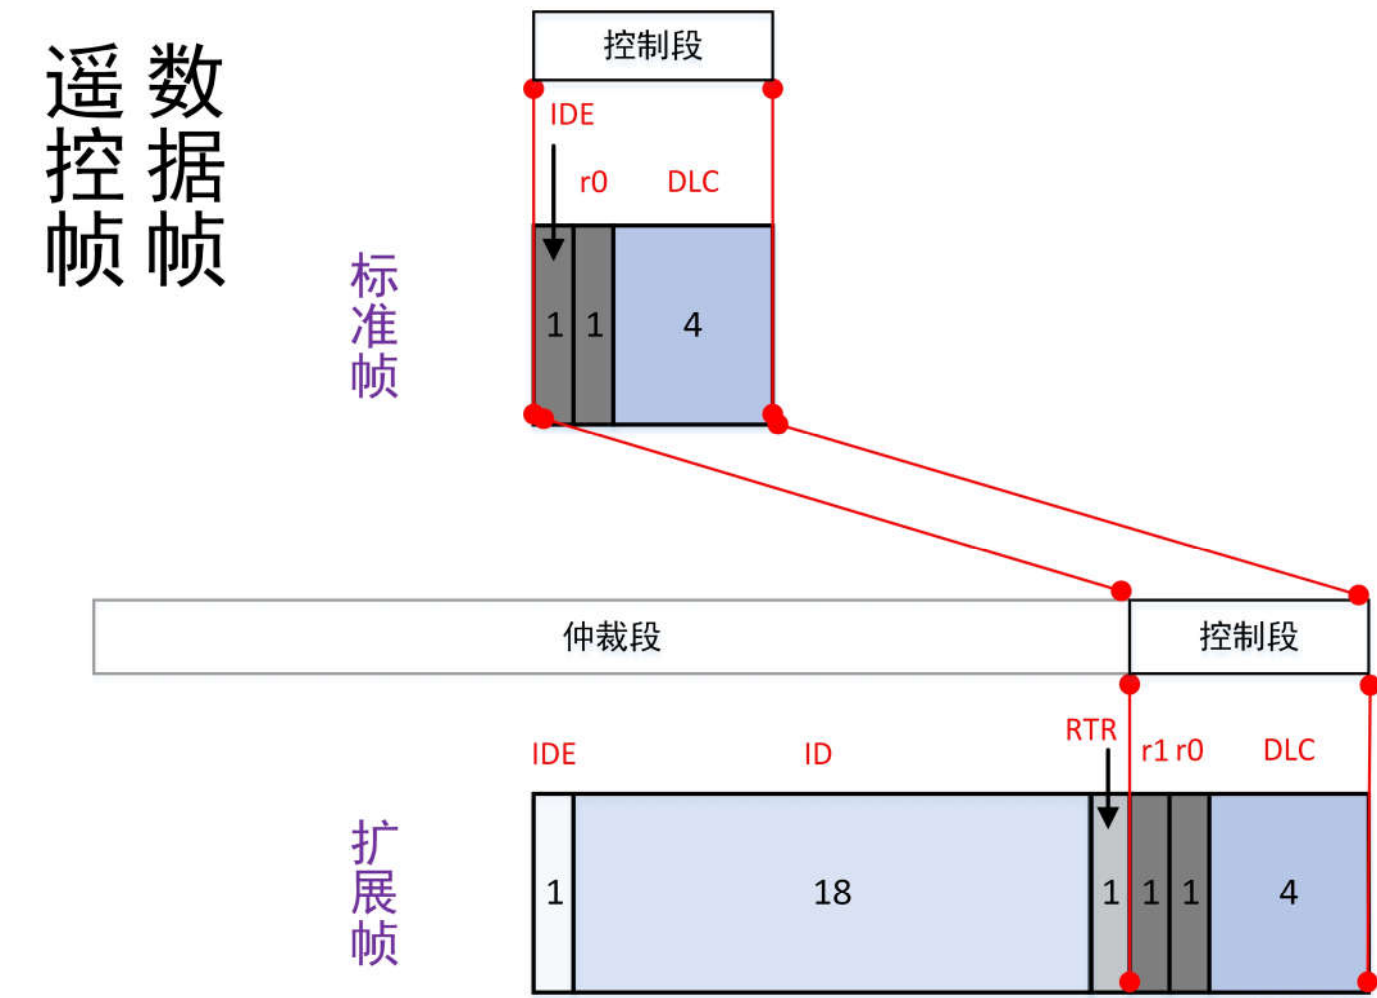 数据帧
遥控帧
控制段
IDE
r0 DLC
标准帧
1 1 4
仲裁段 控制段
RTR
IDE ID r1 r0 DLC
扩展帧
1 18 1 1 1 4